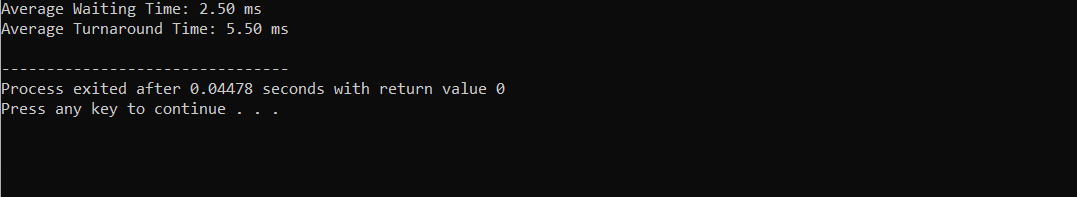 Average Waiting Time: 2.50 ms
Average Turnaround Time: 5.50 ms
--------------------------------
Process exited after 0.04478 seconds with return value 0
Press any key to continue . . .